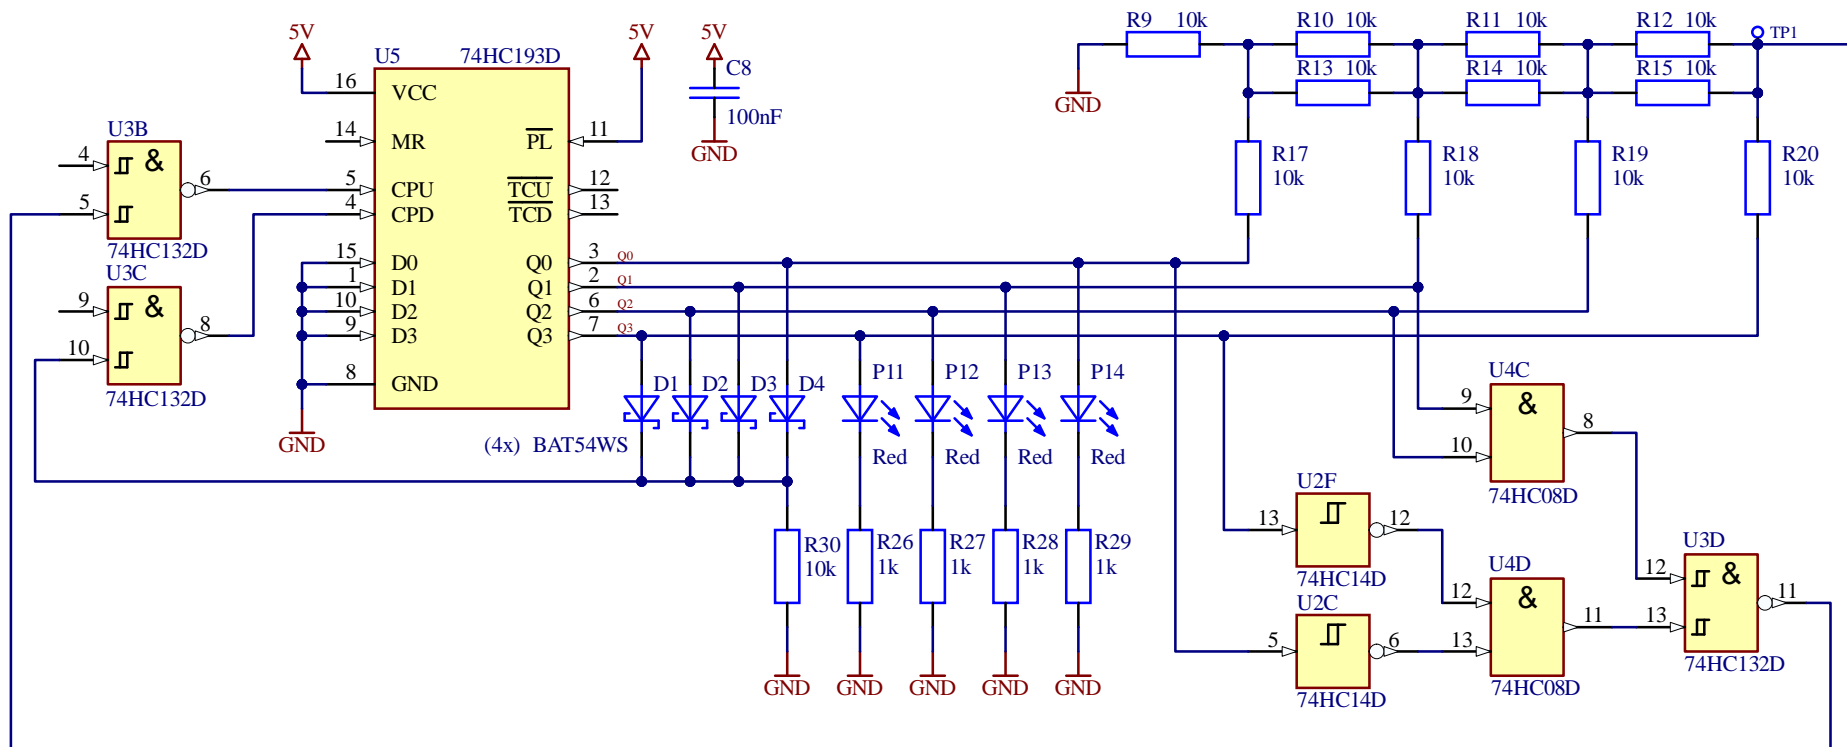 5V
U5
74HC193D
16
VCC
14
MR
PL
11
5
CPU
TCU
12
4
CPD
TCD
13
15
D0
Q0
3
Q0
1
D1
Q1
2
Q1
10
D2
Q2
6
Q2
9
D3
Q3
7
Q3
8
GND
GND
5V
5V
C8
100nF
GND
U3B
4
&
6
5
74HC132D
U3C
9
&
8
10
74HC132D
R9 10k
R10 10k
R11 10k
R12 10k
TP1
R13 10k
R14 10k
R15 10k
GND
R17
10k
R18
10k
R19
10k
R20
10k
D1
D2
D3
D4
(4x) BAT54WS
P11
Red
P12
Red
P13
Red
P14
Red
R30
10k
R26
1k
R27
1k
R28
1k
R29
1k
GND
GND
GND
GND
GND
U4C
9
&
8
10
74HC08D
U2F
13
12
74HC14D
U2C
5
6
74HC14D
U4D
12
&
11
13
74HC08D
U3D
12
&
11
13
74HC132D